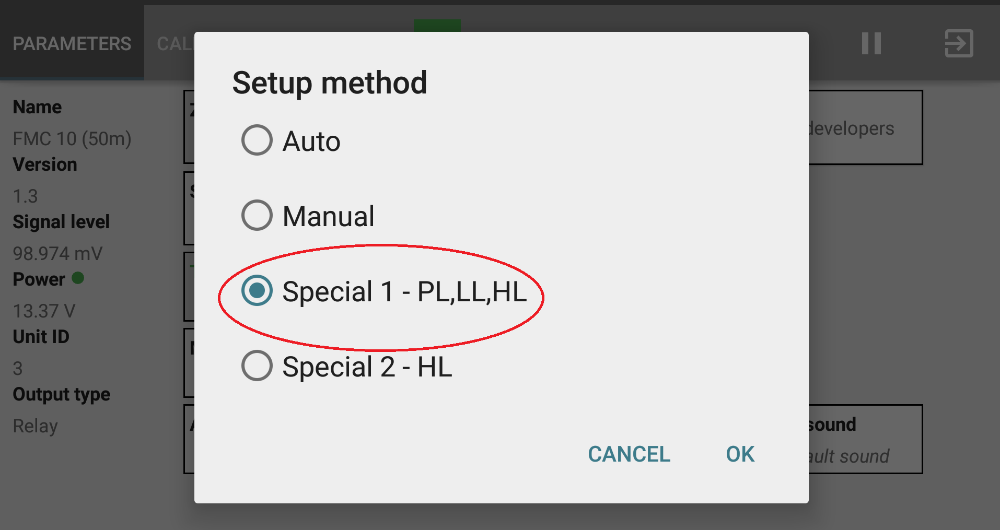 PARAMETERS
Name
FMC 10 (50m)
Version
1.3
Signal level
98.974 mV
Power
13.37 V
Unit ID
3
Output type
Relay
Setup method
Auto
Manual
Special 1 - PL,LL,HL
Special 2 - HL
CANCEL
OK
developers
sound
sound